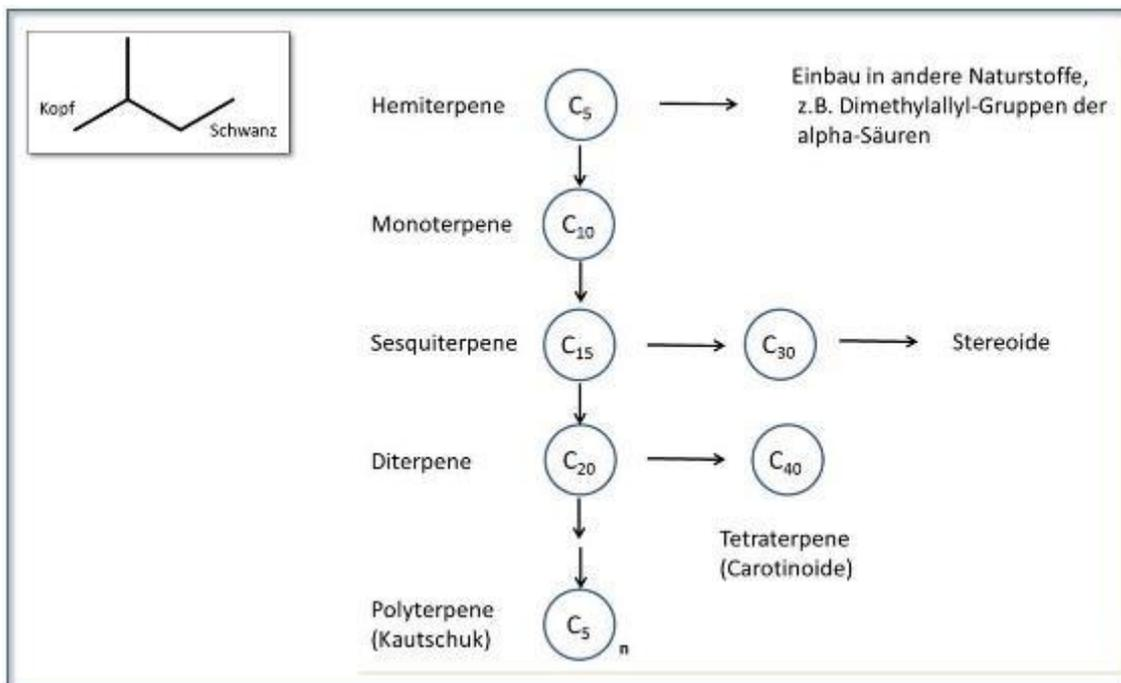 Kopf
Schwanz
Hemiterpene
C5
Einbau in andere Naturstoffe,
z.B. Dimethylallyl-Gruppen der
alpha-Säuren
Monoterpene
C10
Sesquiterpene
C15
C30
Stereoide
Diterpene
C20
C40
Tetraterpene
(Carotinoide)
Polyterpene
(Kautschuk)
C5
n